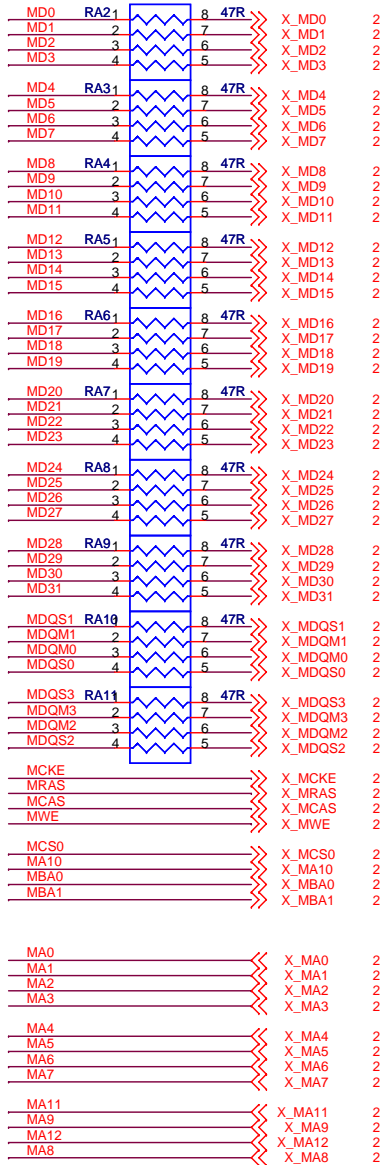 MD0 RA2 1 8 47R X_MD0 2
MD1 2 7 X_MD1 2
MD2 3 6 X_MD2 2
MD3 4 5 X_MD3 2
MD4 RA3 1 8 47R X_MD4 2
MD5 2 7 X_MD5 2
MD6 3 6 X_MD6 2
MD7 4 5 X_MD7 2
MD8 RA4 1 8 47R X_MD8 2
MD9 2 7 X_MD9 2
MD10 3 6 X_MD10 2
MD11 4 5 X_MD11 2
MD12 RA5 1 8 47R X_MD12 2
MD13 2 7 X_MD13 2
MD14 3 6 X_MD14 2
MD15 4 5 X_MD15 2
MD16 RA6 1 8 47R X_MD16 2
MD17 2 7 X_MD17 2
MD18 3 6 X_MD18 2
MD19 4 5 X_MD19 2
MD20 RA7 1 8 47R X_MD20 2
MD21 2 7 X_MD21 2
MD22 3 6 X_MD22 2
MD23 4 5 X_MD23 2
MD24 RA8 1 8 47R X_MD24 2
MD25 2 7 X_MD25 2
MD26 3 6 X_MD26 2
MD27 4 5 X_MD27 2
MD28 RA9 1 8 47R X_MD28 2
MD29 2 7 X_MD29 2
MD30 3 6 X_MD30 2
MD31 4 5 X_MD31 2
MDQS1 RA10 1 8 47R X_MDQS1 2
MDQM1 2 7 X_MDQM1 2
MDQM0 3 6 X_MDQM0 2
MDQS0 4 5 X_MDQS0 2
MDQS3 RA11 1 8 47R X_MDQS3 2
MDQM3 2 7 X_MDQM3 2
MDQM2 3 6 X_MDQM2 2
MDQS2 4 5 X_MDQS2 2
MCKE X_MCKE 2
MRAS X_MRAS 2
MCAS X_MCAS 2
MWE X_MWE 2
MCS0 X_MCS0 2
MA10 X_MA10 2
MBA0 X_MBA0 2
MBA1 X_MBA1 2
MA0 X_MA0 2
MA1 X_MA1 2
MA2 X_MA2 2
MA3 X_MA3 2
MA4 X_MA4 2
MA5 X_MA5 2
MA6 X_MA6 2
MA7 X_MA7 2
MA11 X_MA11 2
MA9 X_MA9 2
MA12 X_MA12 2
MA8 X_MA8 2